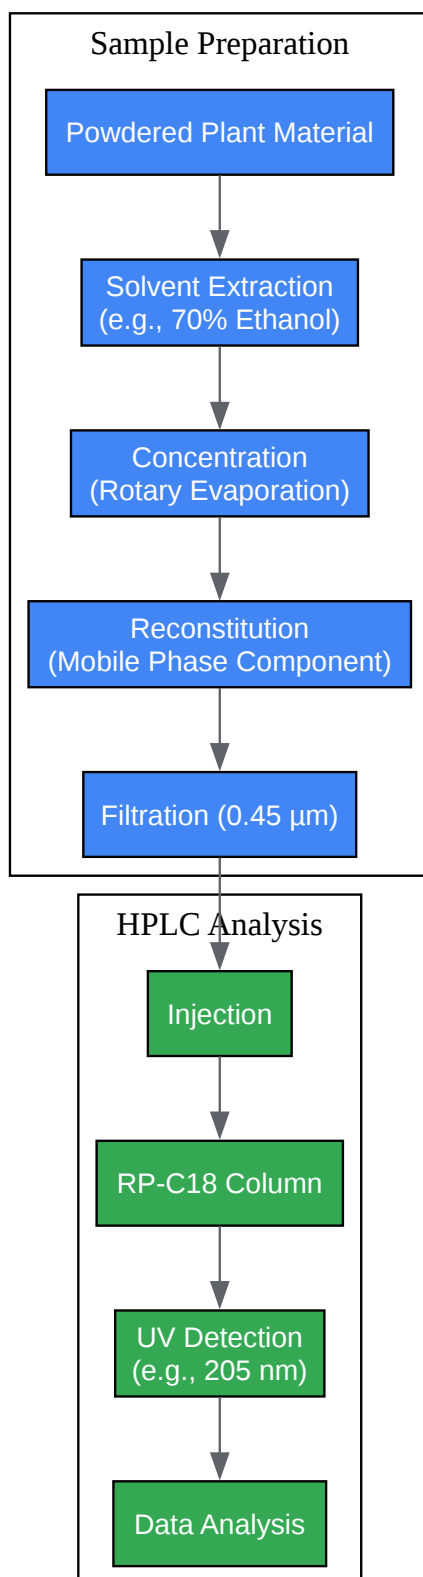 Sample Preparation
Powdered Plant Material
Solvent Extraction
(e.g., 70% Ethanol)
Concentration
(Rotary Evaporation)
Reconstitution
(Mobile Phase Component)
Filtration (0.45 µm)
HPLC Analysis
Injection
RP-C18 Column
UV Detection
(e.g., 205 nm)
Data Analysis